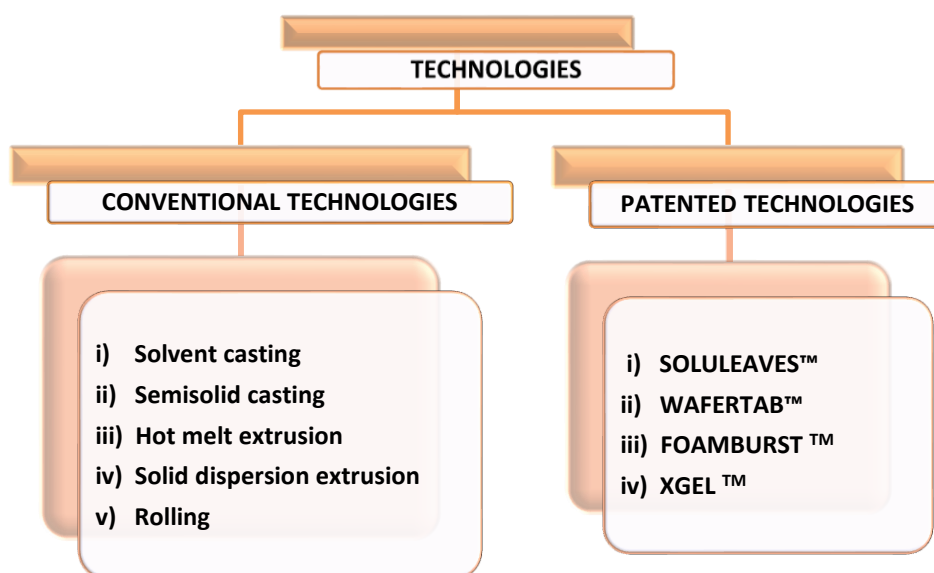 TECHNOLOGIES
CONVENTIONAL TECHNOLOGIES
PATENTED TECHNOLOGIES
i) Solvent casting
ii) Semisolid casting
iii) Hot melt extrusion
iv) Solid dispersion extrusion
v) Rolling
i) SOLULEAVES™
ii) WAFERTAB™
iii) FOAMBURST ™
iv) XGEL ™